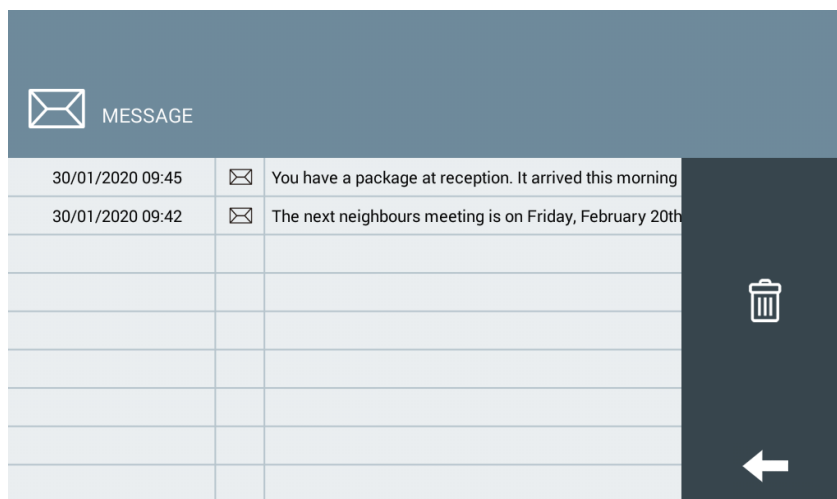 MESSAGE
30/01/2020 09:45 You have a package at reception. It arrived this morning
30/01/2020 09:42 The next neighbours meeting is on Friday, February 20th